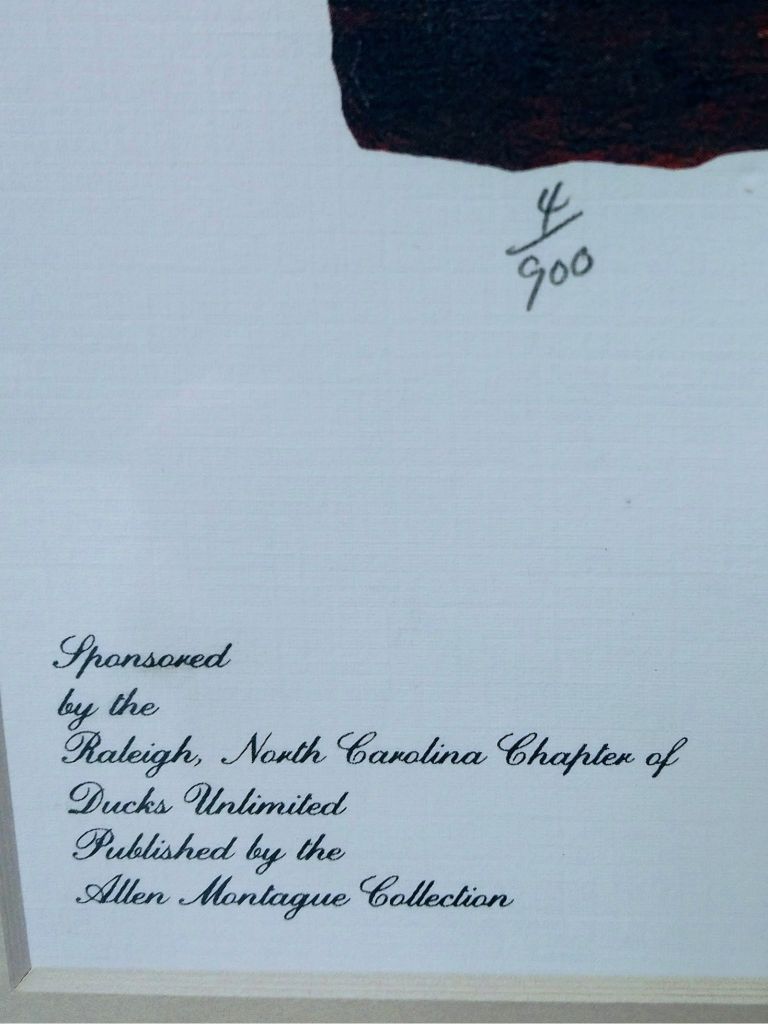 4
900
Sponsored
by the
Raleigh, North Carolina Chapter of
Ducks Unlimited
Published by the
Allen Montague Collection